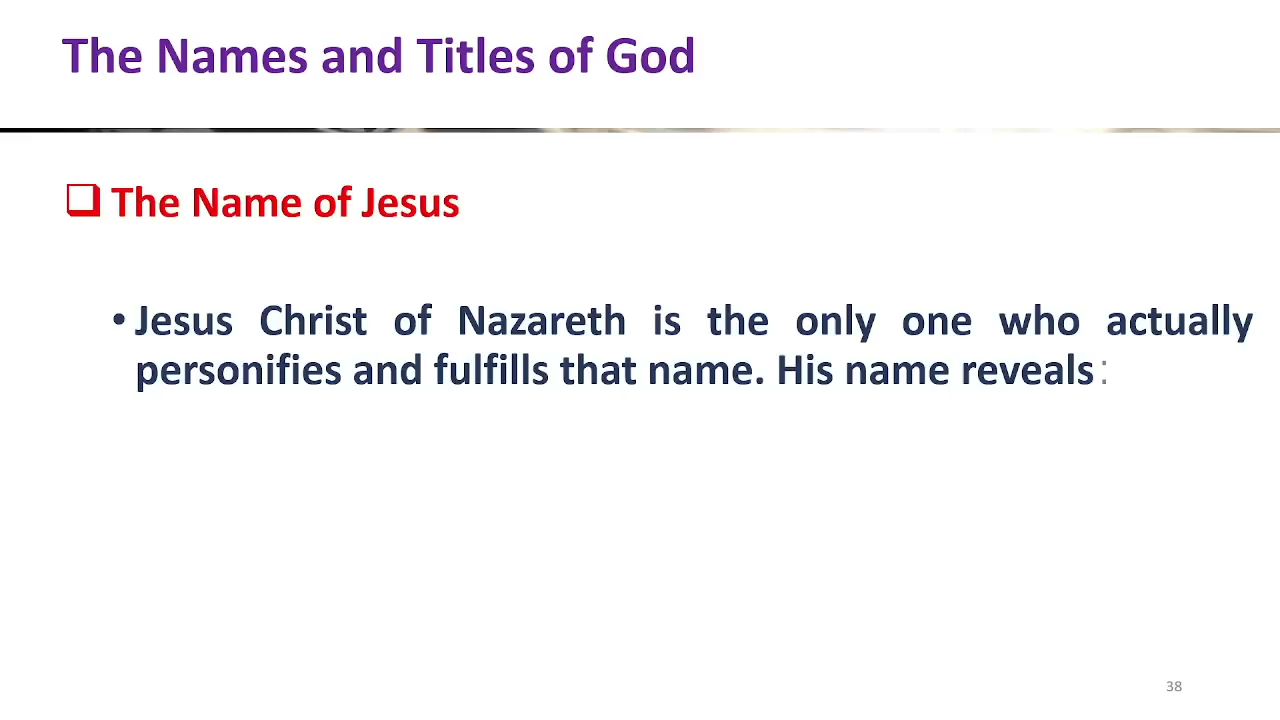 The Names and Titles of God
The Name of Jesus
• Jesus Christ of Nazareth is the only one who actually
personifies and fulfills that name. His name reveals:
38